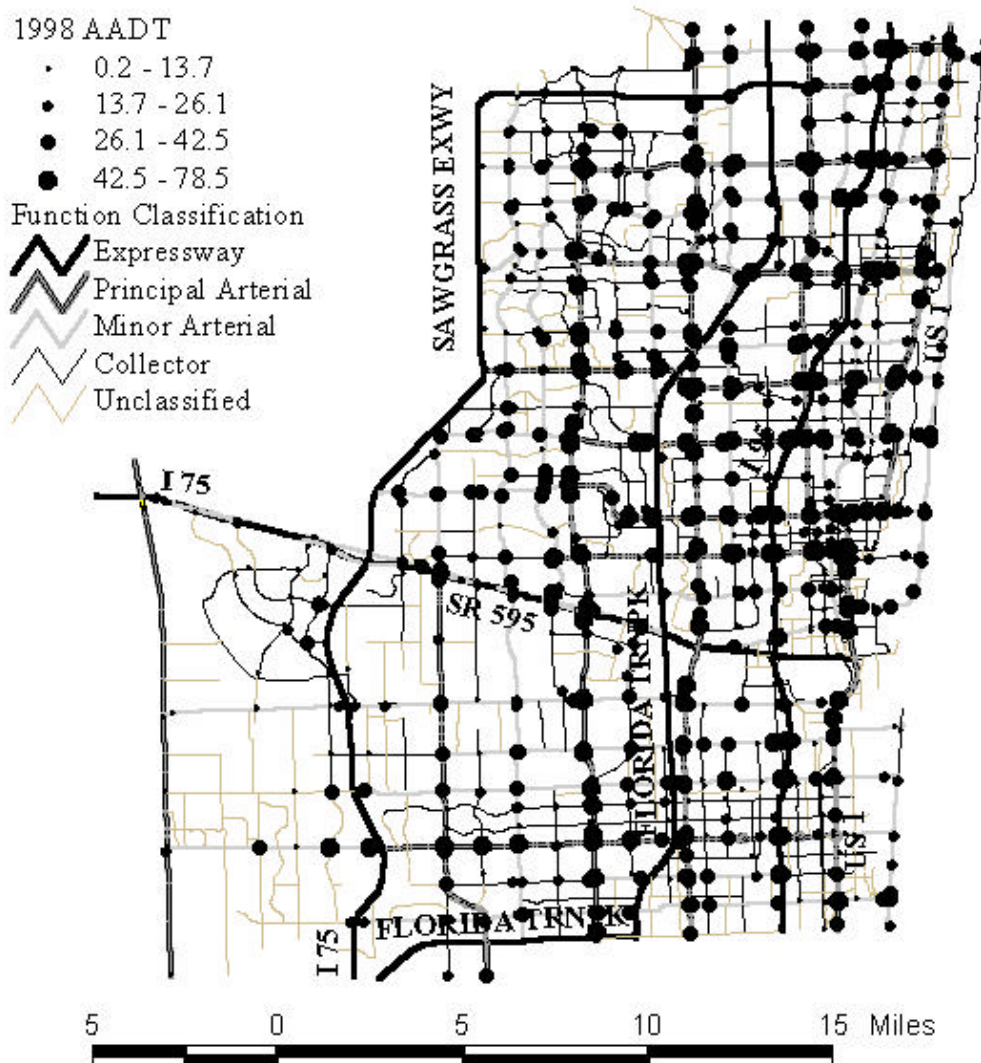 1998 AADT
0.2 - 13.7
13.7 - 26.1
26.1 - 42.5
42.5 - 78.5
Function Classification
Expressway
Principal Arterial
Minor Arterial
Collector
Unclassified
SAWGRASS EXWY
US 1
I 75
SR 595
FLORIDA TRNPK
US 1
FLORIDA TRNPK
I 75
5 0 5 10 15 Miles